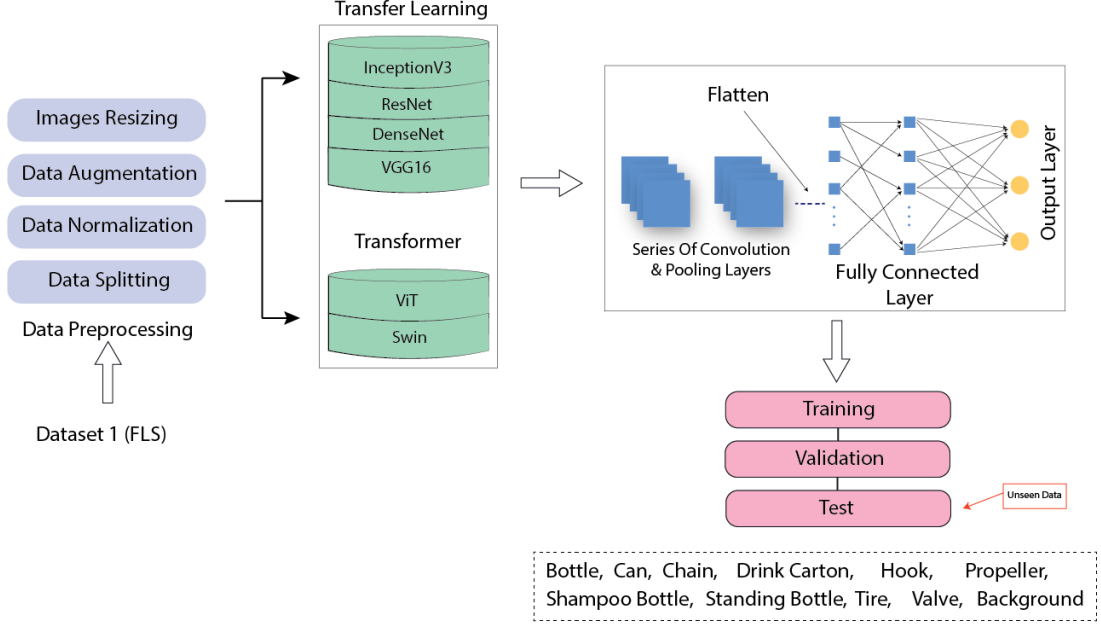 Transfer Learning
InceptionV3
ResNet
DenseNet
VGG16
Images Resizing
Data Augmentation
Data Normalization
Data Splitting
Data Preprocessing
Dataset 1 (FLS)
Transformer
ViT
Swin
Flatten
Series Of Convolution
& Pooling Layers
Fully Connected
Layer
Output Layer
Training
Validation
Test
Unseen Data
Bottle, Can, Chain, Drink Carton, Hook, Propeller,
Shampoo Bottle, Standing Bottle, Tire, Valve, Background